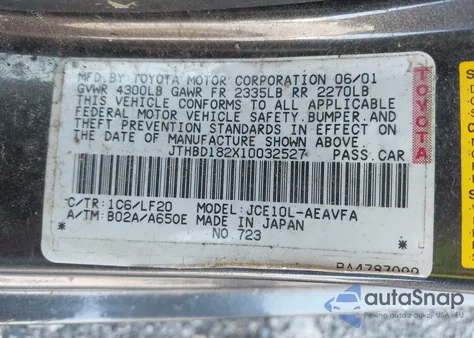 MFD.BY TOYOTA MOTOR CORPORATION 06/01
GVWR 4300LB GAWR FR 2335LB RR 2270LB
THIS VEHICLE CONFORMS TO ALL APPLICABLE
FEDERAL MOTOR VEHICLE SAFETY,BUMPER,AND
THEFT PREVENTION STANDARDS IN EFFECT ON
THE DATE OF MANUFACTURE SHOWN ABOVE.
JTHBD182X10032527 PASS.CAR
TOYOTA
C/TR:1C6/LF20 MODEL:JCE10L-AEAVFA
A/TM:B02A/A650E MADE IN JAPAN
NO.723
autoSnap